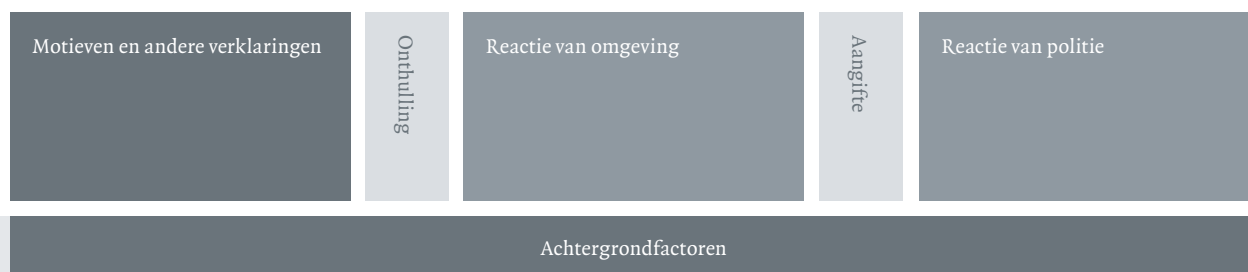 Motieven en andere verklaringen
Onthulling
Reactie van omgeving
Aangifte
Reactie van politie
Achtergrondfactoren